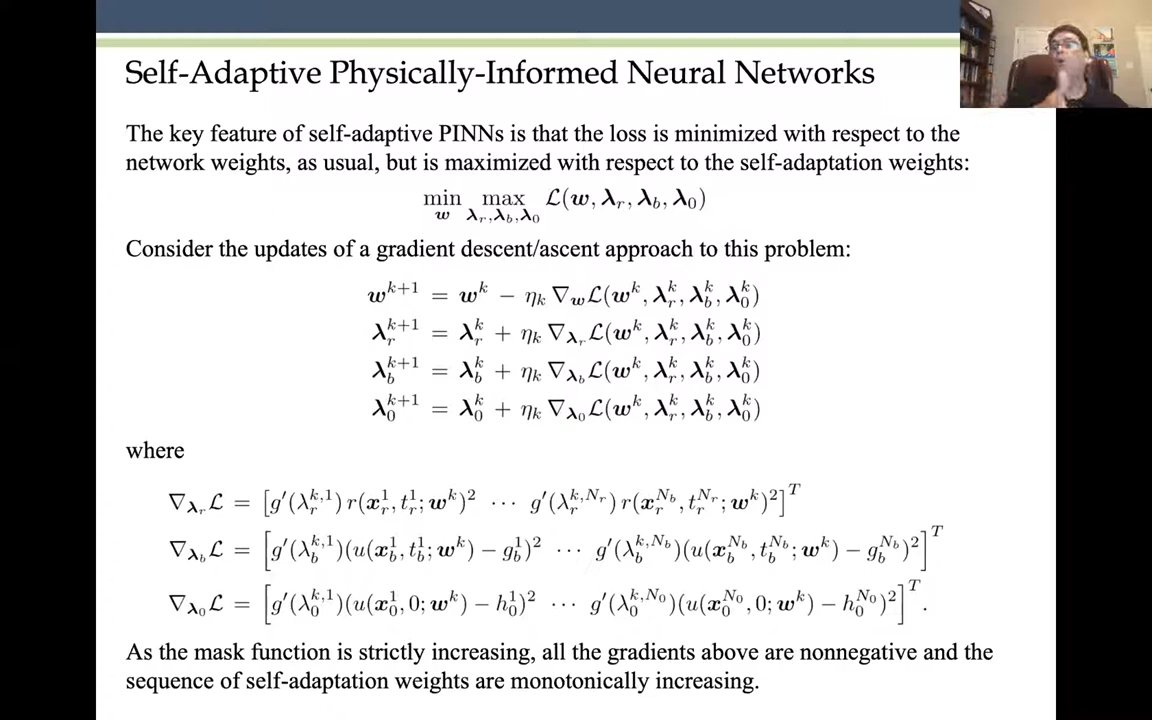 Self-Adaptive Physically-Informed Neural Networks
The key feature of self-adaptive PINNs is that the loss is minimized with respect to the
network weights, as usual, but is maximized with respect to the self-adaptation weights:
min_w max_{λ_r,λ_b,λ_0} ℒ(w, λ_r, λ_b, λ_0)
Consider the updates of a gradient descent/ascent approach to this problem:
w^{k+1} = w^k − η_k ∇_w ℒ(w^k, λ_r^k, λ_b^k, λ_0^k)
λ_r^{k+1} = λ_r^k + η_k ∇_{λ_r} ℒ(w^k, λ_r^k, λ_b^k, λ_0^k)
λ_b^{k+1} = λ_b^k + η_k ∇_{λ_b} ℒ(w^k, λ_r^k, λ_b^k, λ_0^k)
λ_0^{k+1} = λ_0^k + η_k ∇_{λ_0} ℒ(w^k, λ_r^k, λ_b^k, λ_0^k)
where
∇_{λ_r} ℒ = [g′(λ_r^{k,1}) r(x_r^1, t_r^1; w^k)^2 ⋯ g′(λ_r^{k,N_r}) r(x_r^{N_b}, t_r^{N_r}; w^k)^2]^T
∇_{λ_b} ℒ = [g′(λ_b^{k,1})(u(x_b^1, t_b^1; w^k) − g_b^1)^2 ⋯ g′(λ_b^{k,N_b})(u(x_b^{N_b}, t_b^{N_b}; w^k) − g_b^{N_b})^2]^T
∇_{λ_0} ℒ = [g′(λ_0^{k,1})(u(x_0^1, 0; w^k) − h_0^1)^2 ⋯ g′(λ_0^{k,N_0})(u(x_0^{N_0}, 0; w^k) − h_0^{N_0})^2]^T.
As the mask function is strictly increasing, all the gradients above are nonnegative and the
sequence of self-adaptation weights are monotonically increasing.